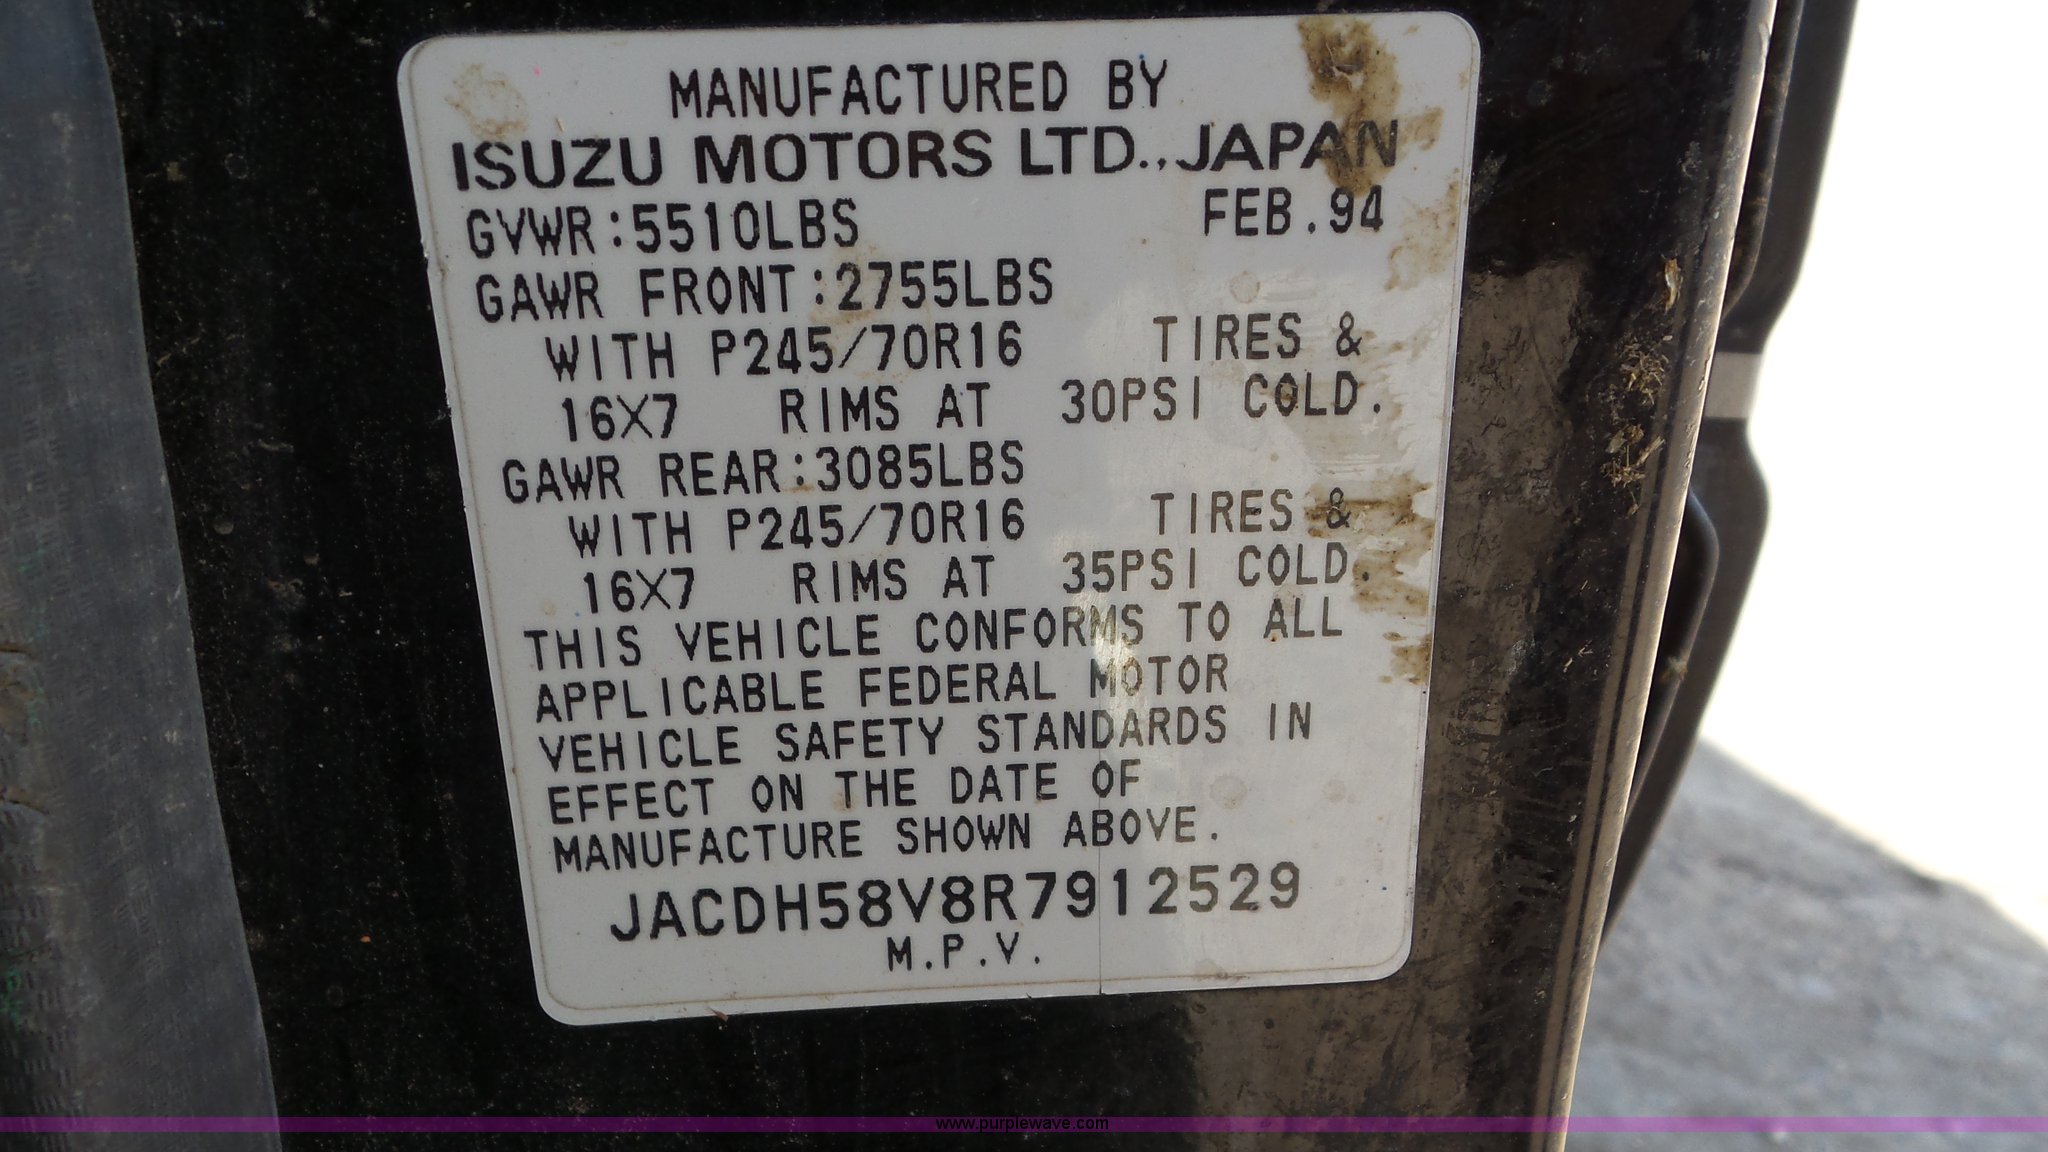 MANUFACTURED BY
ISUZU MOTORS LTD., JAPAN
GVWR:5510LBS FEB.94
GAWR FRONT:2755LBS
WITH P245/70R16 TIRES &
16X7 RIMS AT 30PSI COLD.
GAWR REAR:3085LBS
WITH P245/70R16 TIRES &
16X7 RIMS AT 35PSI COLD.
THIS VEHICLE CONFORMS TO ALL
APPLICABLE FEDERAL MOTOR
VEHICLE SAFETY STANDARDS IN
EFFECT ON THE DATE OF
MANUFACTURE SHOWN ABOVE.
JACDH58V8R7912529
M.P.V.
www.purplewave.com